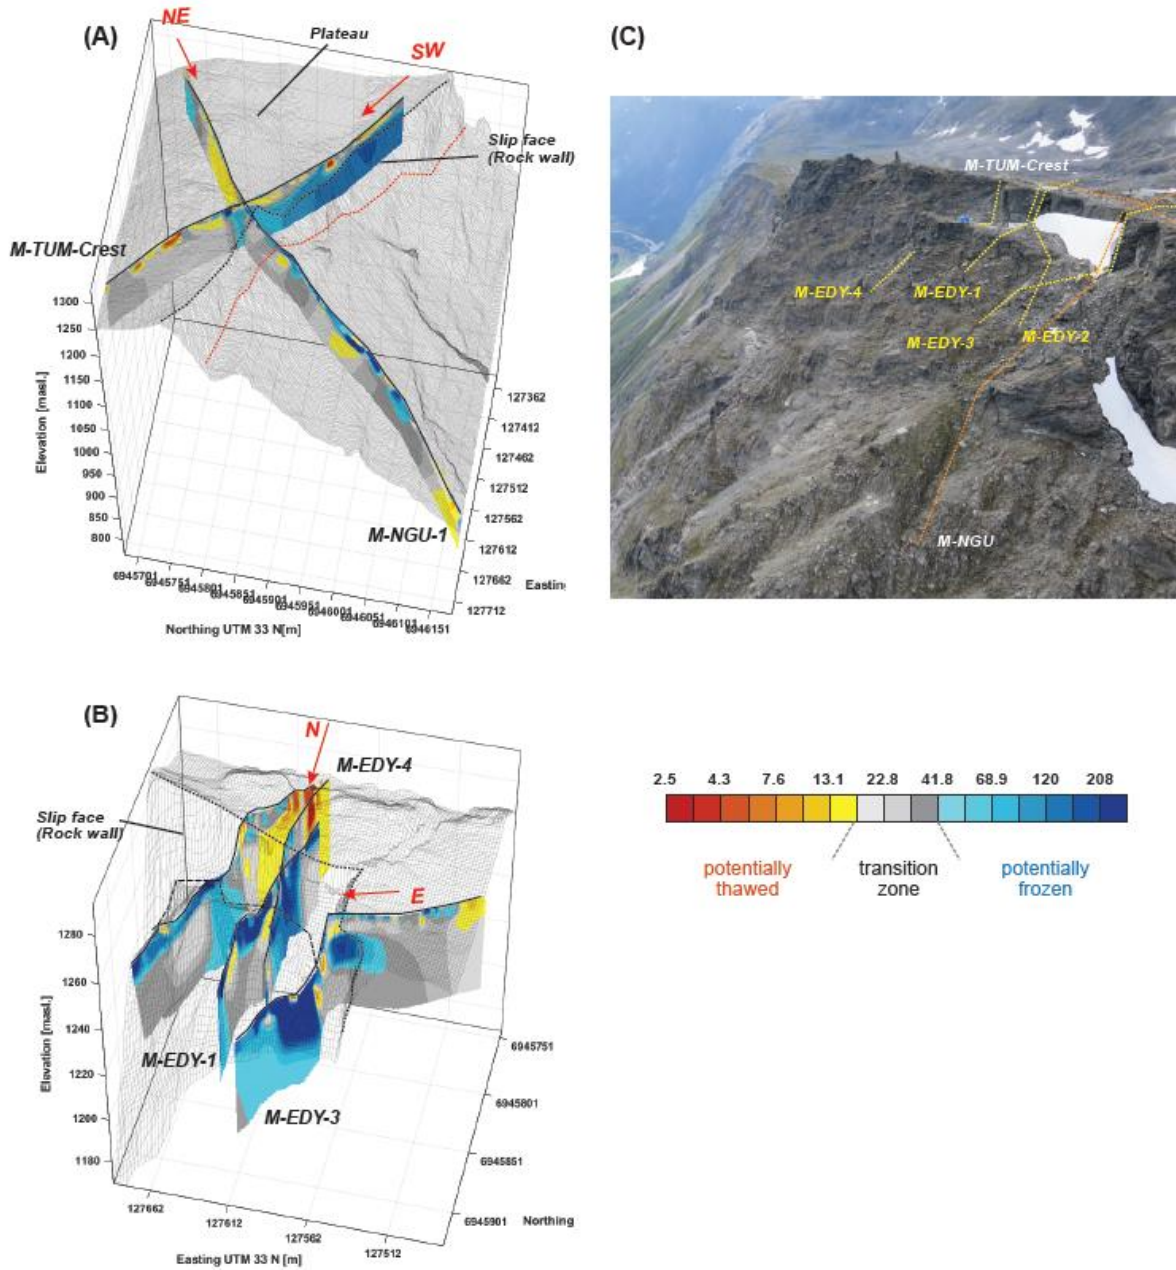 (A)
NE
Plateau
SW
Slip face
(Rock wall)
M-TUM-Crest
M-NGU-1
Elevation [masl.]
1300
1250
1200
1150
1100
1050
1000
950
900
850
800
6945701
6945751
6945801
6945851
6945901
6945951
6946001
6946051
6946101
6946151
Northing UTM 33 N[m]
127362
127412
127462
127512
127562
127612
127662
127712
Easting
(C)
M-TUM-Crest
M-EDY-4
M-EDY-1
M-EDY-3
M-EDY-2
M-NGU
(B)
N
M-EDY-4
Slip face
(Rock wall)
E
M-EDY-1
M-EDY-3
Elevation [masl.]
1280
1260
1240
1220
1200
1180
127662
127612
127562
127512
Easting UTM 33 N [m]
6945751
6945801
6945851
6945901
Northing
2.5 4.3 7.6 13.1 22.8 41.8 68.9 120 208
potentially thawed
transition zone
potentially frozen